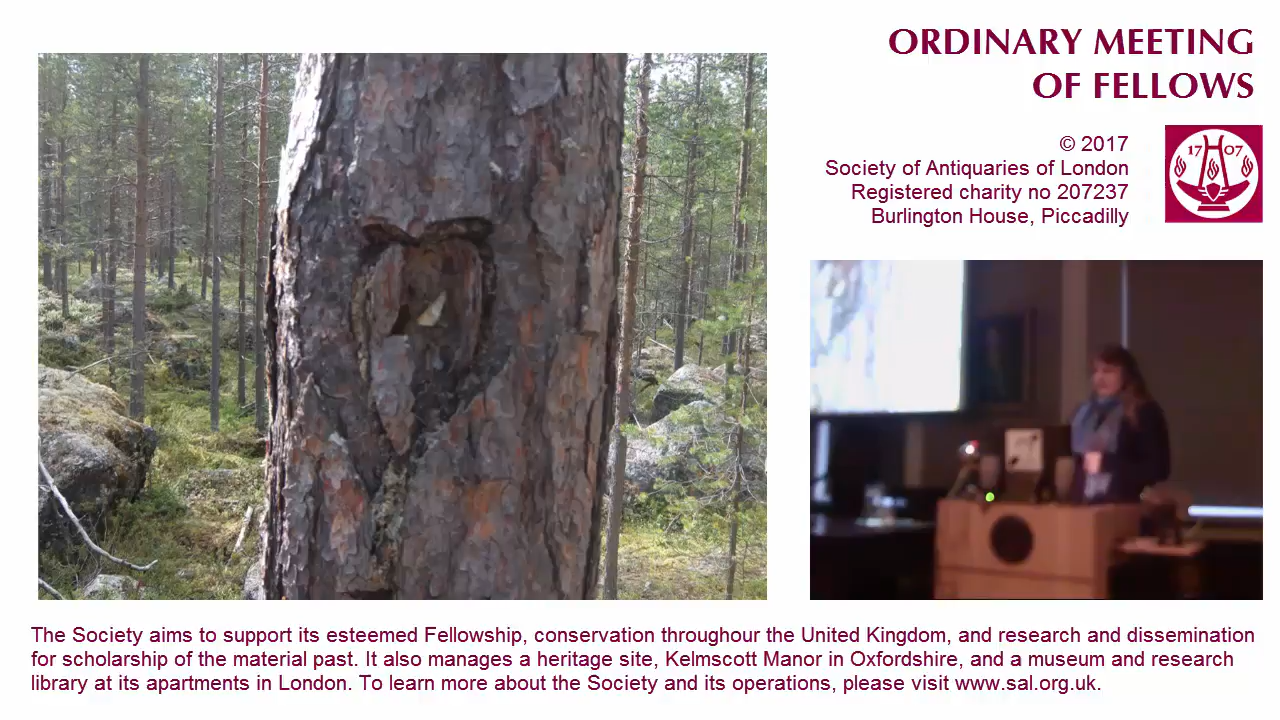 ORDINARY MEETING
OF FELLOWS
© 2017
Society of Antiquaries of London
Registered charity no 207237
Burlington House, Piccadilly
17 07
The Society aims to support its esteemed Fellowship, conservation throughour the United Kingdom, and research and dissemination
for scholarship of the material past. It also manages a heritage site, Kelmscott Manor in Oxfordshire, and a museum and research
library at its apartments in London. To learn more about the Society and its operations, please visit www.sal.org.uk.